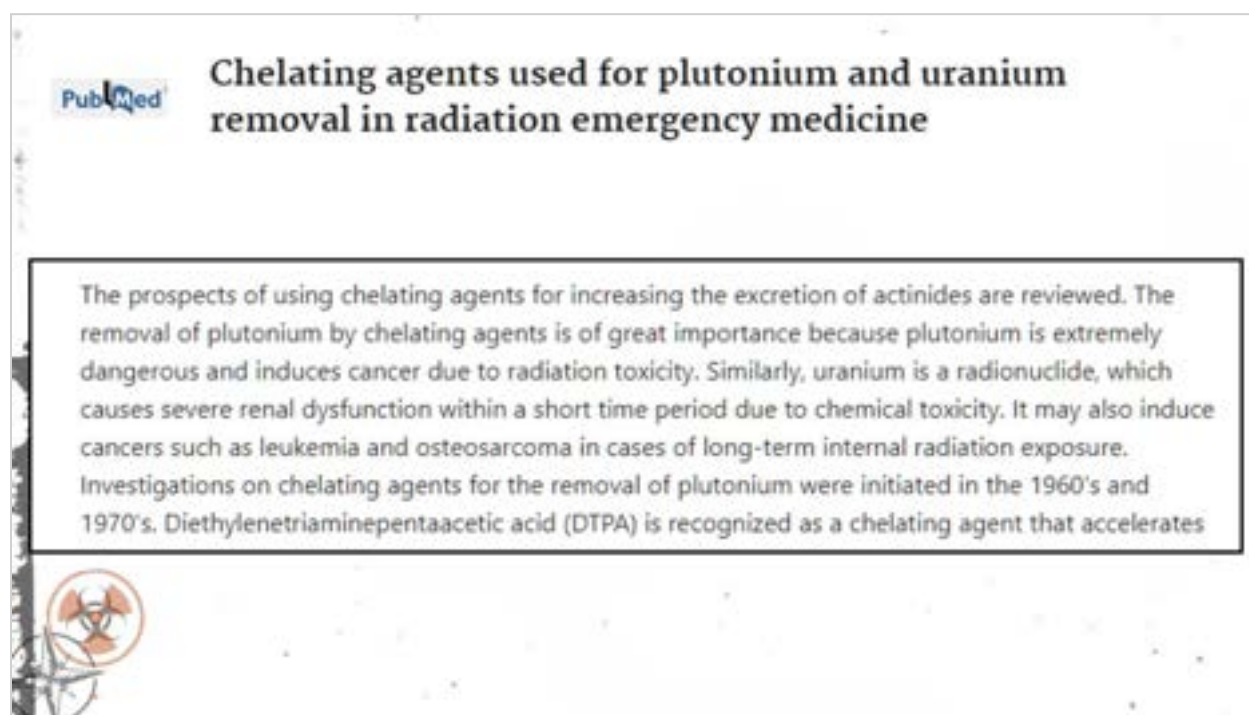 PubMed
Chelating agents used for plutonium and uranium
removal in radiation emergency medicine
The prospects of using chelating agents for increasing the excretion of actinides are reviewed. The
removal of plutonium by chelating agents is of great importance because plutonium is extremely
dangerous and induces cancer due to radiation toxicity. Similarly, uranium is a radionuclide, which
causes severe renal dysfunction within a short time period due to chemical toxicity. It may also induce
cancers such as leukemia and osteosarcoma in cases of long-term internal radiation exposure.
Investigations on chelating agents for the removal of plutonium were initiated in the 1960's and
1970's. Diethylenetriaminepentaacetic acid (DTPA) is recognized as a chelating agent that accelerates